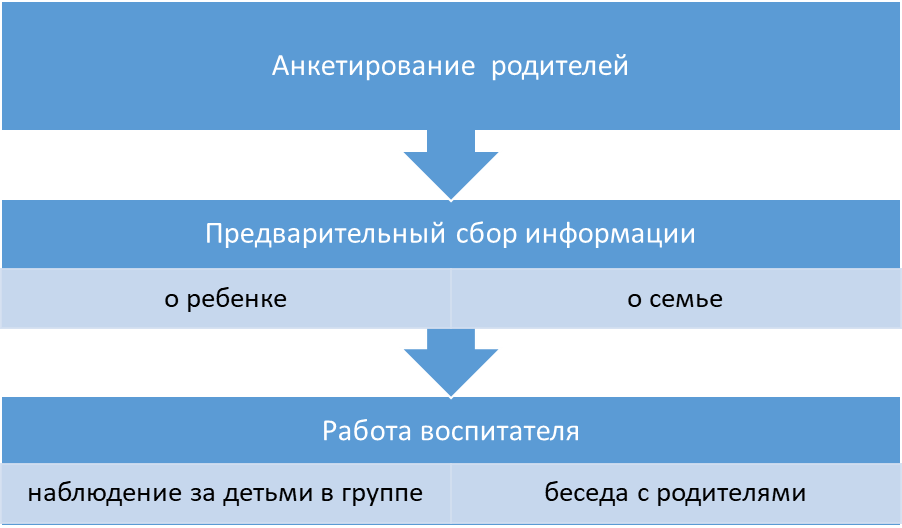 Анкетирование родителей
Предварительный сбор информации
о ребенке
о семье
Работа воспитателя
наблюдение за детьми в группе
беседа с родителями